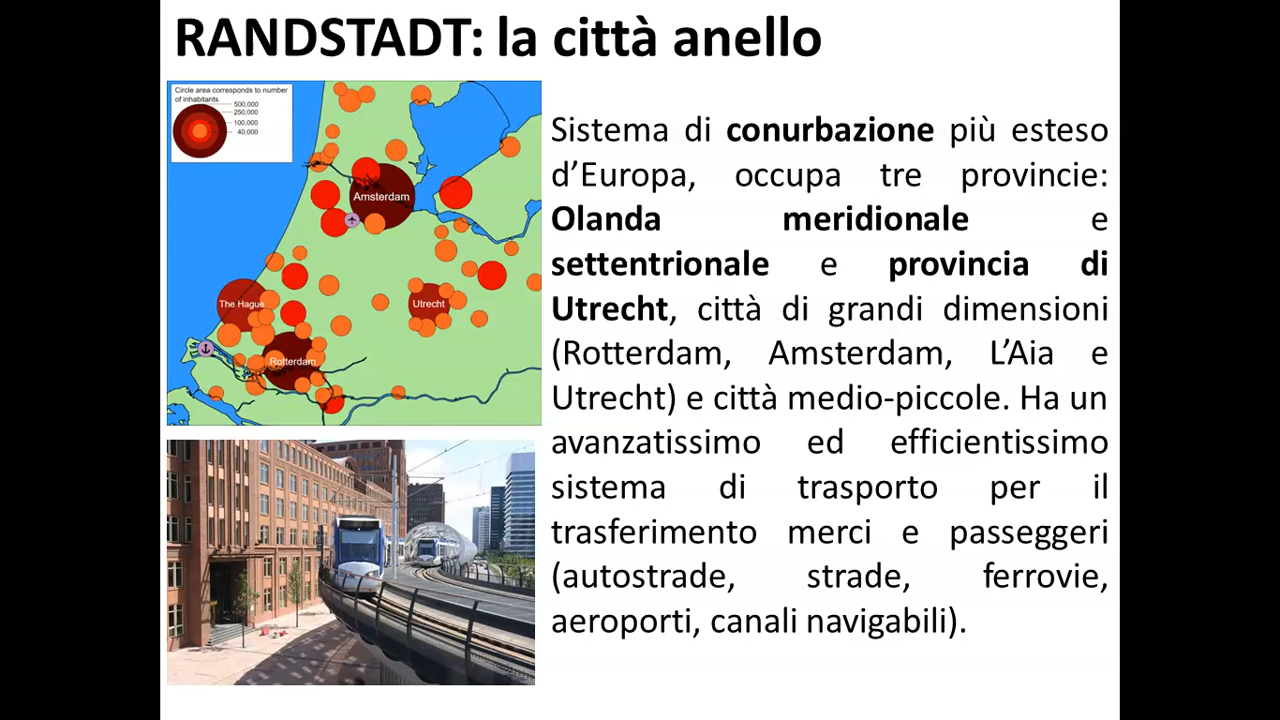 RANDSTADT: la città anello
Circle area corresponds to number
of inhabitants
500,000
250,000
100,000
40,000
Amsterdam
The Hague
Utrecht
Rotterdam
Sistema di conurbazione più esteso
d’Europa, occupa tre provincie:
Olanda meridionale e
settentrionale e provincia di
Utrecht, città di grandi dimensioni
(Rotterdam, Amsterdam, L’Aia e
Utrecht) e città medio-piccole. Ha un
avanzatissimo ed efficientissimo
sistema di trasporto per il
trasferimento merci e passeggeri
(autostrade, strade, ferrovie,
aeroporti, canali navigabili).